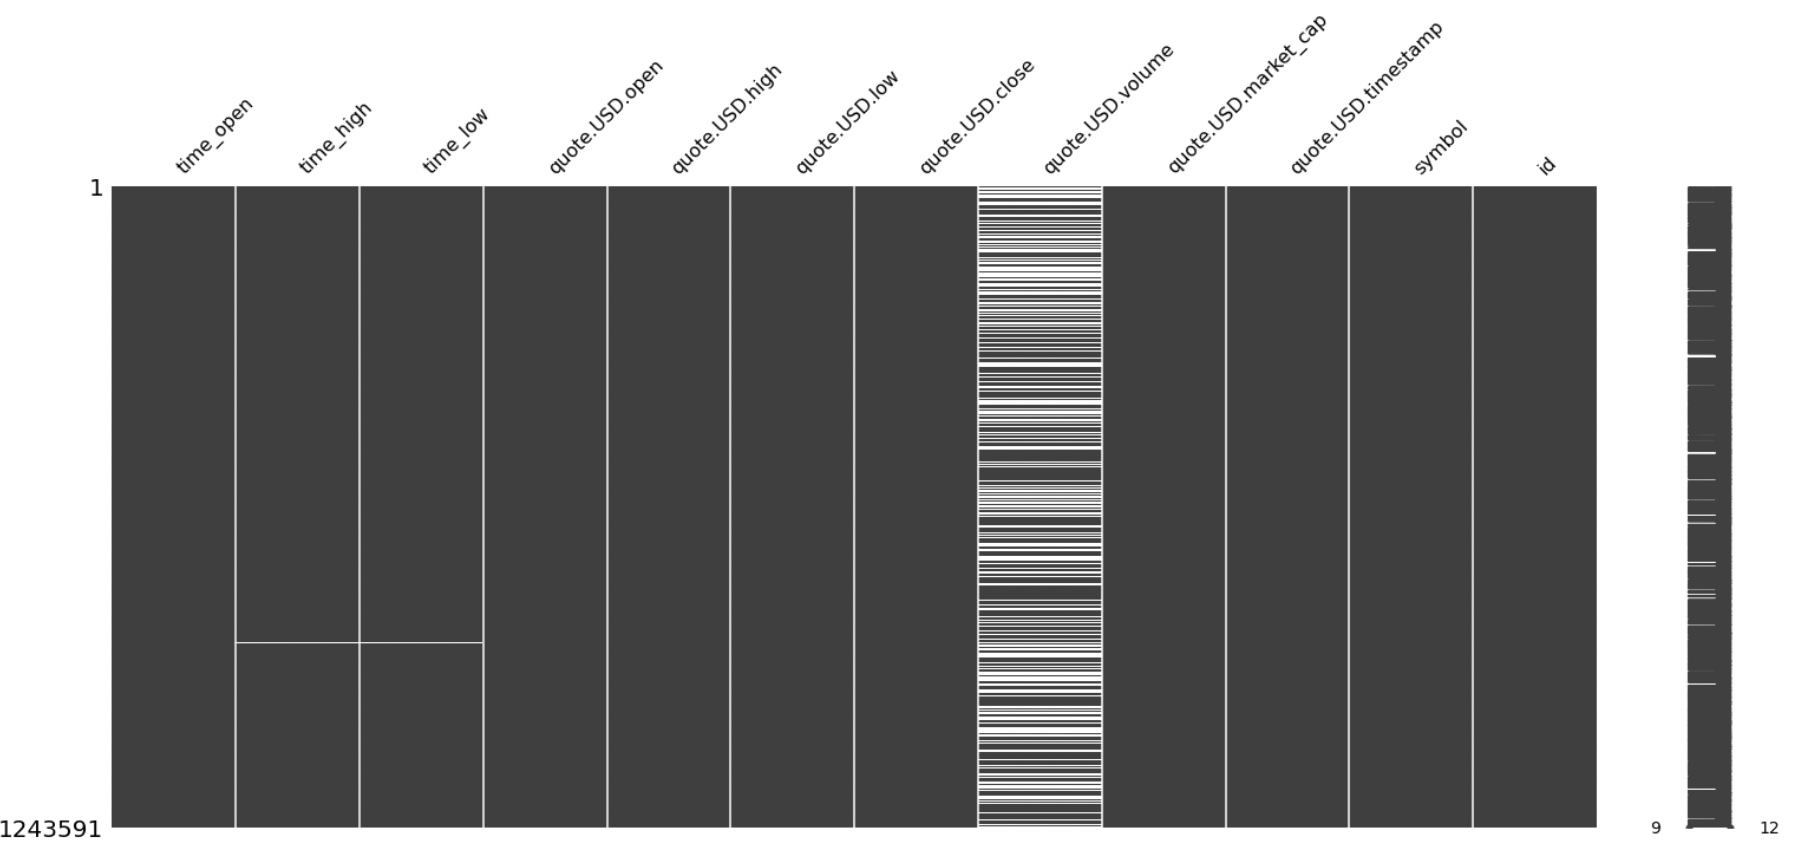 time_open
time_high
time_low
quote.USD.open
quote.USD.high
quote.USD.low
quote.USD.close
quote.USD.volume
quote.USD.market_cap
quote.USD.timestamp
symbol
id
1
1243591
9
12